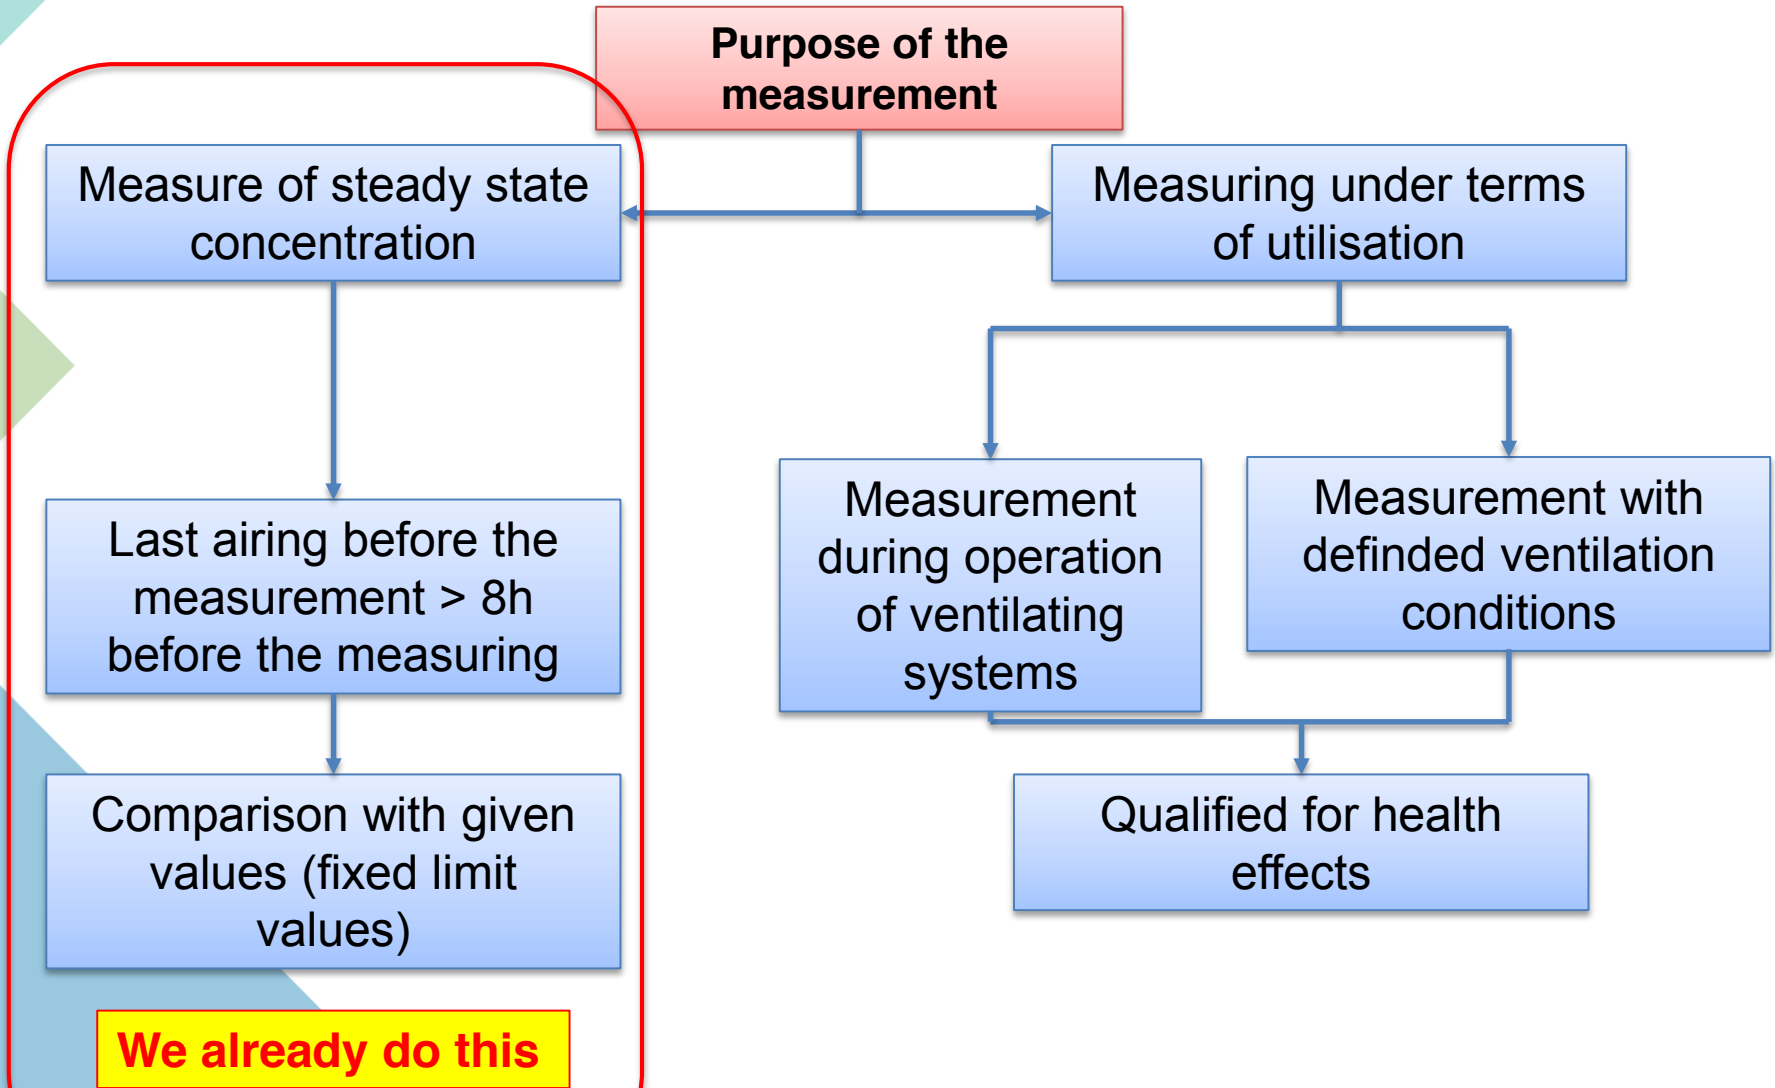 Purpose of the
measurement
Measure of steady state
concentration
Measuring under terms
of utilisation
Last airing before the
measurement > 8h
before the measuring
Measurement
during operation
of ventilating
systems
Measurement with
definded ventilation
conditions
Comparison with given
values (fixed limit
values)
Qualified for health
effects
We already do this